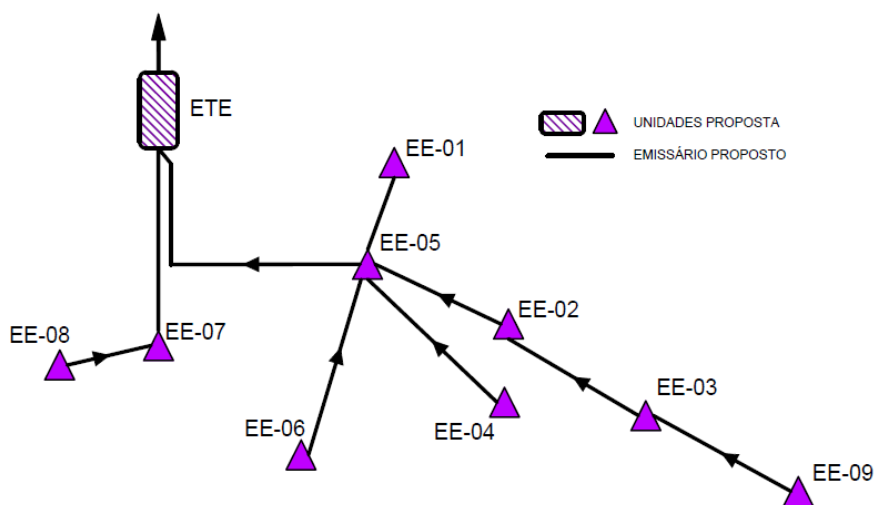 ETE
UNIDADES PROPOSTA
EMISSÁRIO PROPOSTO
EE-01
EE-05
EE-02
EE-08
EE-07
EE-03
EE-06
EE-04
EE-09